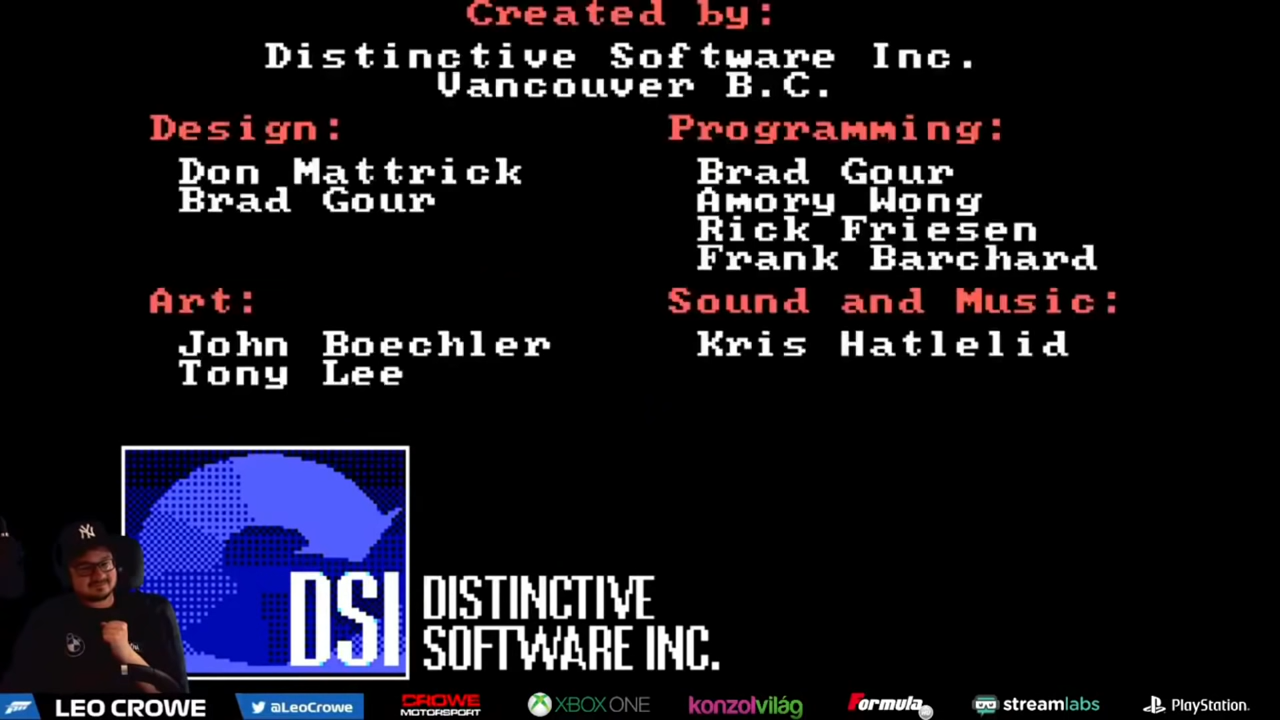 Created by:
Distinctive Software Inc.
Vancouver B.C.
Design:
Don Mattrick
Brad Gour
Programming:
Brad Gour
Amory Wong
Rick Friesen
Frank Barchard
Art:
John Boechler
Tony Lee
Sound and Music:
Kris Hatlelid
NY
DSI
DISTINCTIVE
SOFTWARE INC.
LEO CROWE
@LeoCrowe
CROWE
MOTORSPORT
XBOX ONE
konzolvilág
Formula
streamlabs
PlayStation.